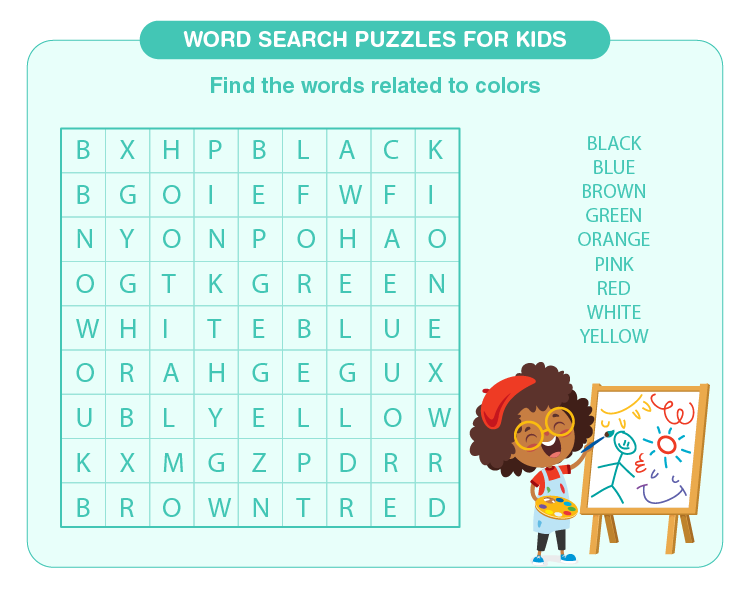 WORD SEARCH PUZZLES FOR KIDS
Find the words related to colors
B X H P B L A C K
B G O I E F W F I
N Y O N P O H A O
O G T K G R E E N
W H I T E B L U E
O R A H G E G U X
U B L Y E L L O W
K X M G Z P D R R
B R O W N T R E D
BLACK
BLUE
BROWN
GREEN
ORANGE
PINK
RED
WHITE
YELLOW